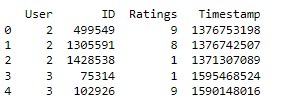 User ID Ratings Timestamp
0 2 499549 9 1376753198
1 2 1305591 8 1376742507
2 2 1428538 1 1371307089
3 3 75314 1 1595468524
4 3 102926 9 1590148016